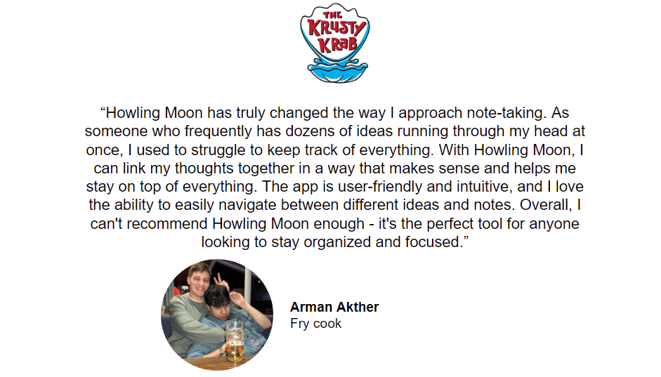 THE
KRUSTY
KRAB
“Howling Moon has truly changed the way I approach note-taking. As
someone who frequently has dozens of ideas running through my head at
once, I used to struggle to keep track of everything. With Howling Moon, I
can link my thoughts together in a way that makes sense and helps me
stay on top of everything. The app is user-friendly and intuitive, and I love
the ability to easily navigate between different ideas and notes. Overall, I
can't recommend Howling Moon enough - it's the perfect tool for anyone
looking to stay organized and focused.”
Arman Akther
Fry cook